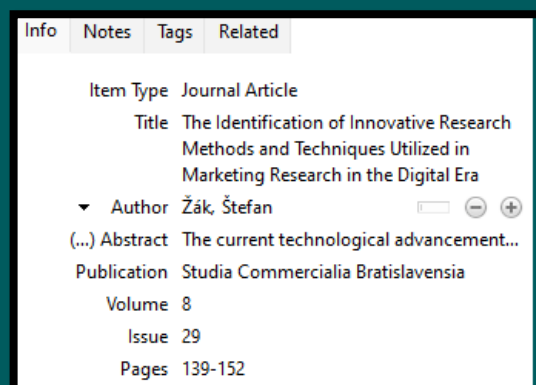 Info Notes Tags Related
Item Type Journal Article
Title The Identification of Innovative Research
Methods and Techniques Utilized in
Marketing Research in the Digital Era
Author Žák, Štefan
(...) Abstract The current technological advancement...
Publication Studia Commercialia Bratislavensia
Volume 8
Issue 29
Pages 139-152